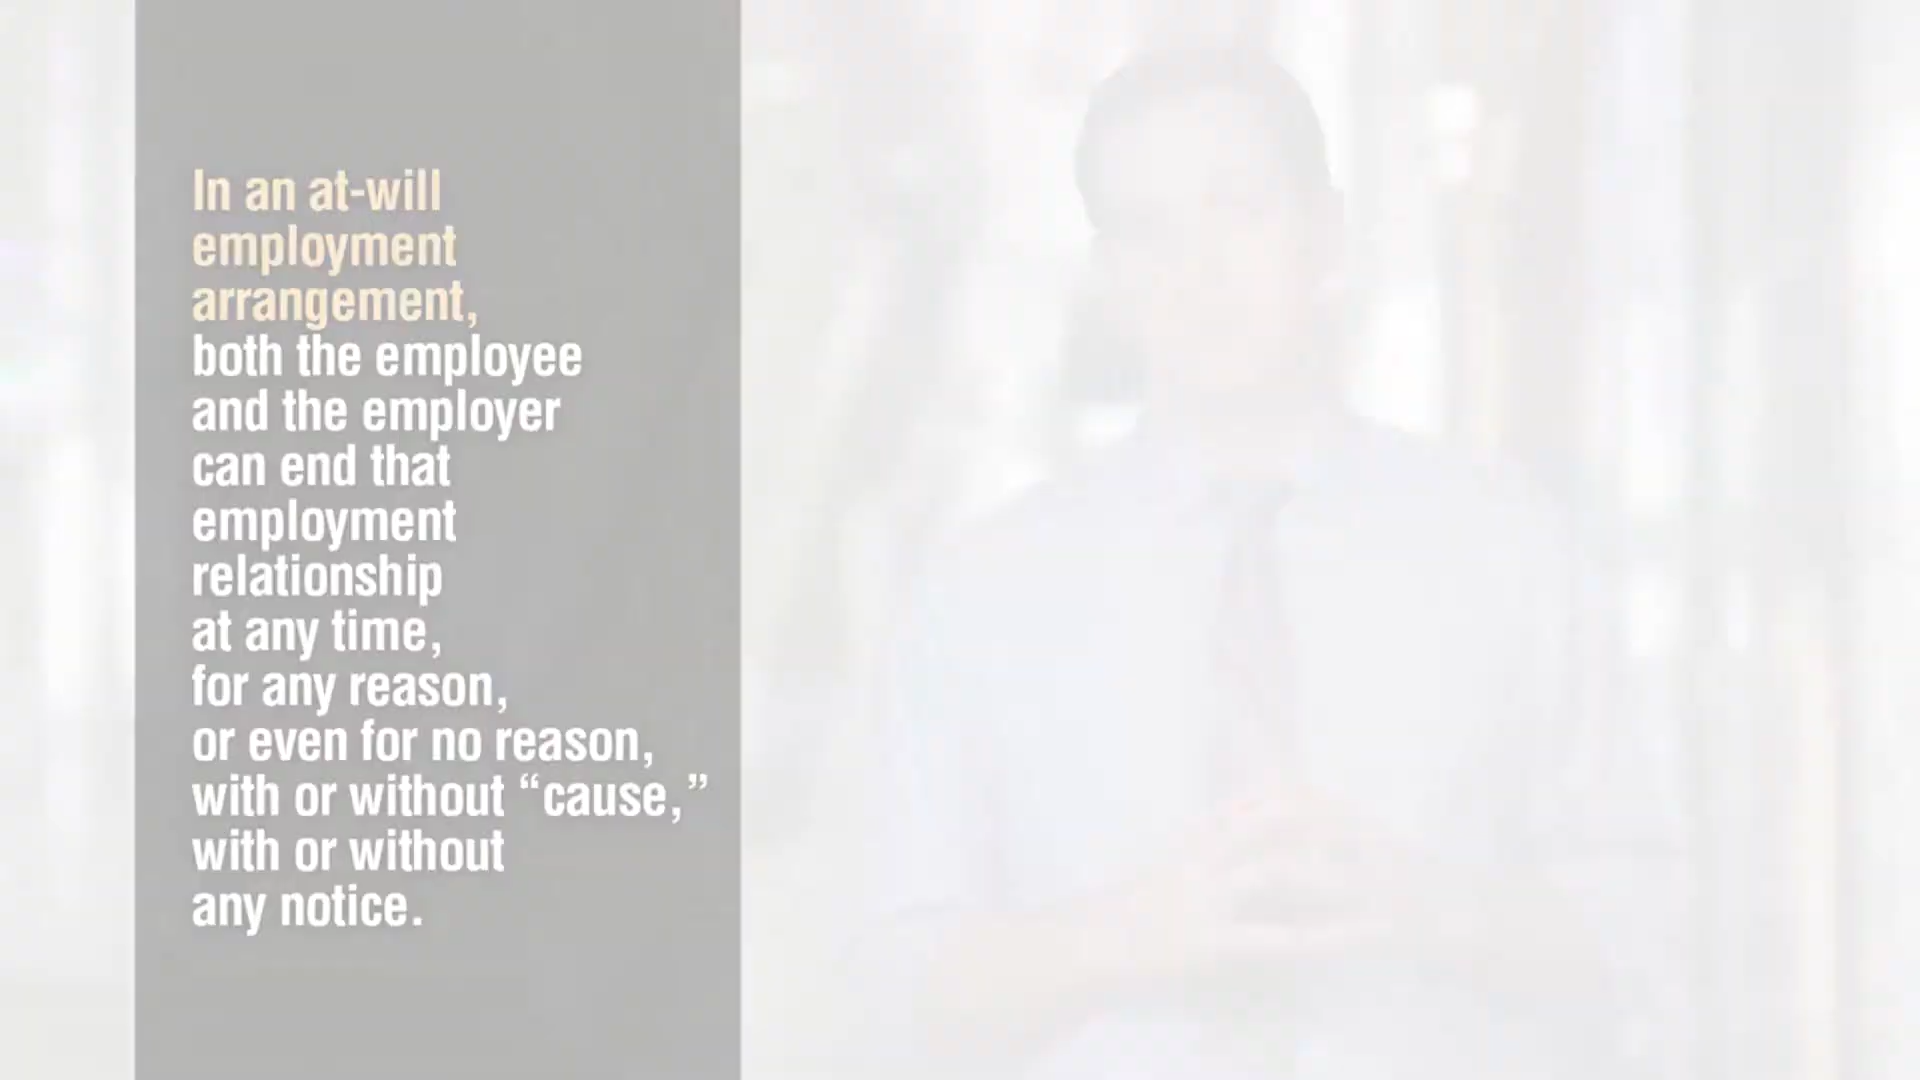 In an at-will
employment
arrangement,
both the employee
and the employer
can end that
employment
relationship
at any time,
for any reason,
or even for no reason,
with or without “cause,”
with or without
any notice.